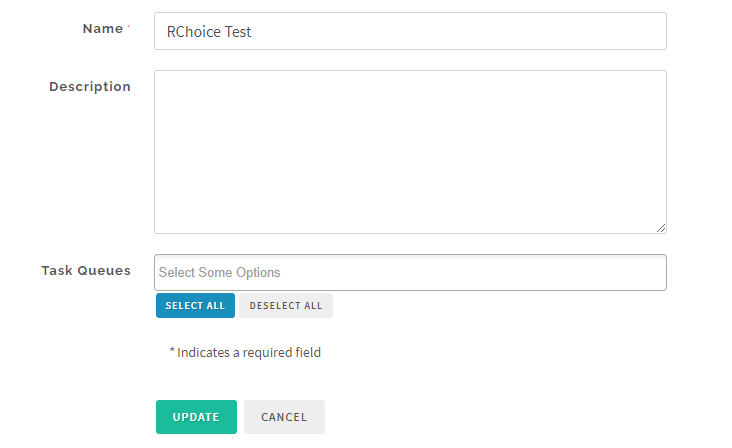 Name *
RChoice Test
Description
Task Queues
Select Some Options
SELECT ALL
DESELECT ALL
* Indicates a required field
UPDATE
CANCEL